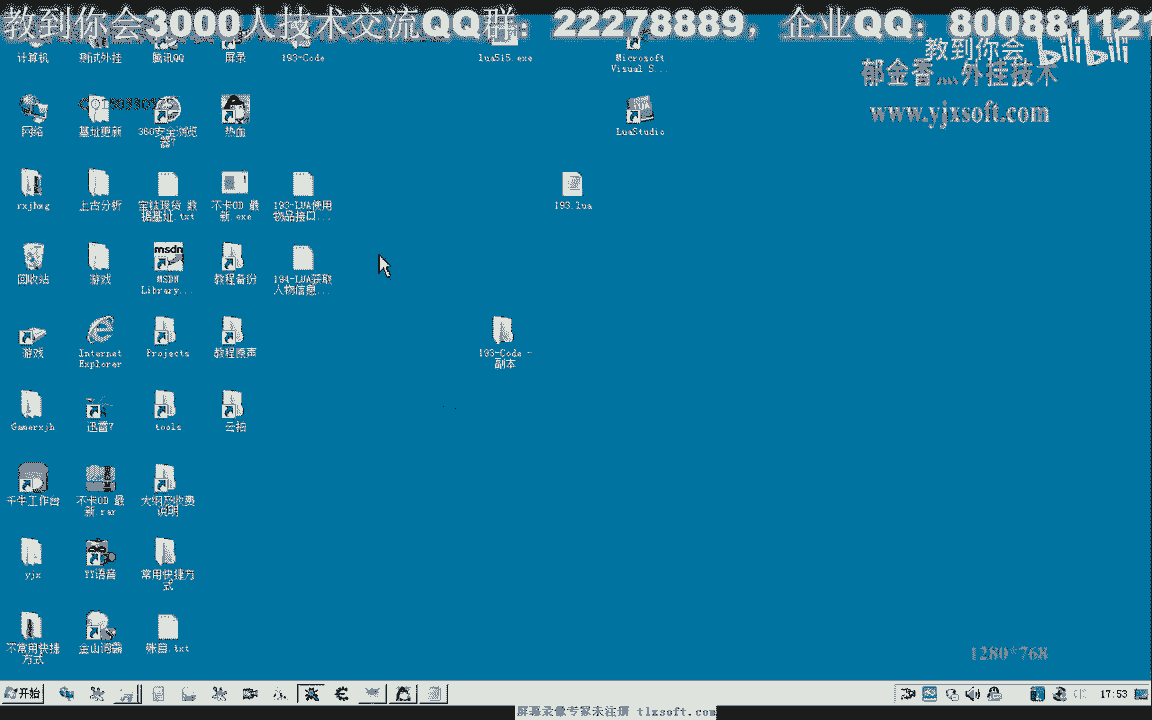 教到你会3000人技术交流QQ群：22278889，企业QQ：800881121
教到你会 bilibili
郁金香灬外挂技术
www.yjxsoft.com
计算机 测试外挂 腾讯QQ 屏录 193-Code lua515.exe Microsoft
Visual S...
网络 基址更新 360安全浏览
器7 热血 LuaStudio
rxjhmg 上古分析 数
据基址.txt 不卡OD 最
新.exe 193-LUA使用
物品接口... 193.lua
回收站 游戏 MSDN
Library... 教程备份 194-LUA获取
人物信息...
游戏 Internet
Explorer Projects 教程原声 193-Code -
副本
Gamerxjh 迅雷7 tools 云拍
千牛工作台 不卡OD 最
新.rar 大纲及收费
说明
yjx YY语音 常用快捷方
式
不常用快捷
方式 金山词霸 账目.txt
1280*768
开始 17:53
屏幕录像专家未注册 tlxsoft.com